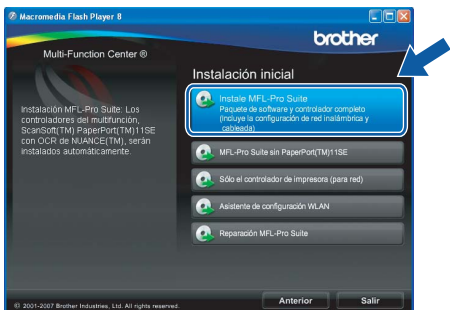 Macromedia Flash Player 8
brother
Multi-Function Center ®
Instalación inicial
Instalación MFL-Pro Suite: Los
controladores del multifunción,
ScanSoft(TM) PaperPort(TM)11SE
con OCR de NUANCE(TM), serán
instalados automáticamente.
Instale MFL-Pro Suite
Paquete de software y controlador completo
(Incluye la configuración de red inalámbrica y
cableada)
MFL-Pro Suite sin PaperPort(TM)11SE
Sólo el controlador de impresora (para red)
Asistente de configuración WLAN
Reparación MFL-Pro Suite
© 2001-2007 Brother Industries, Ltd. All rights reserved.
Anterior
Salir